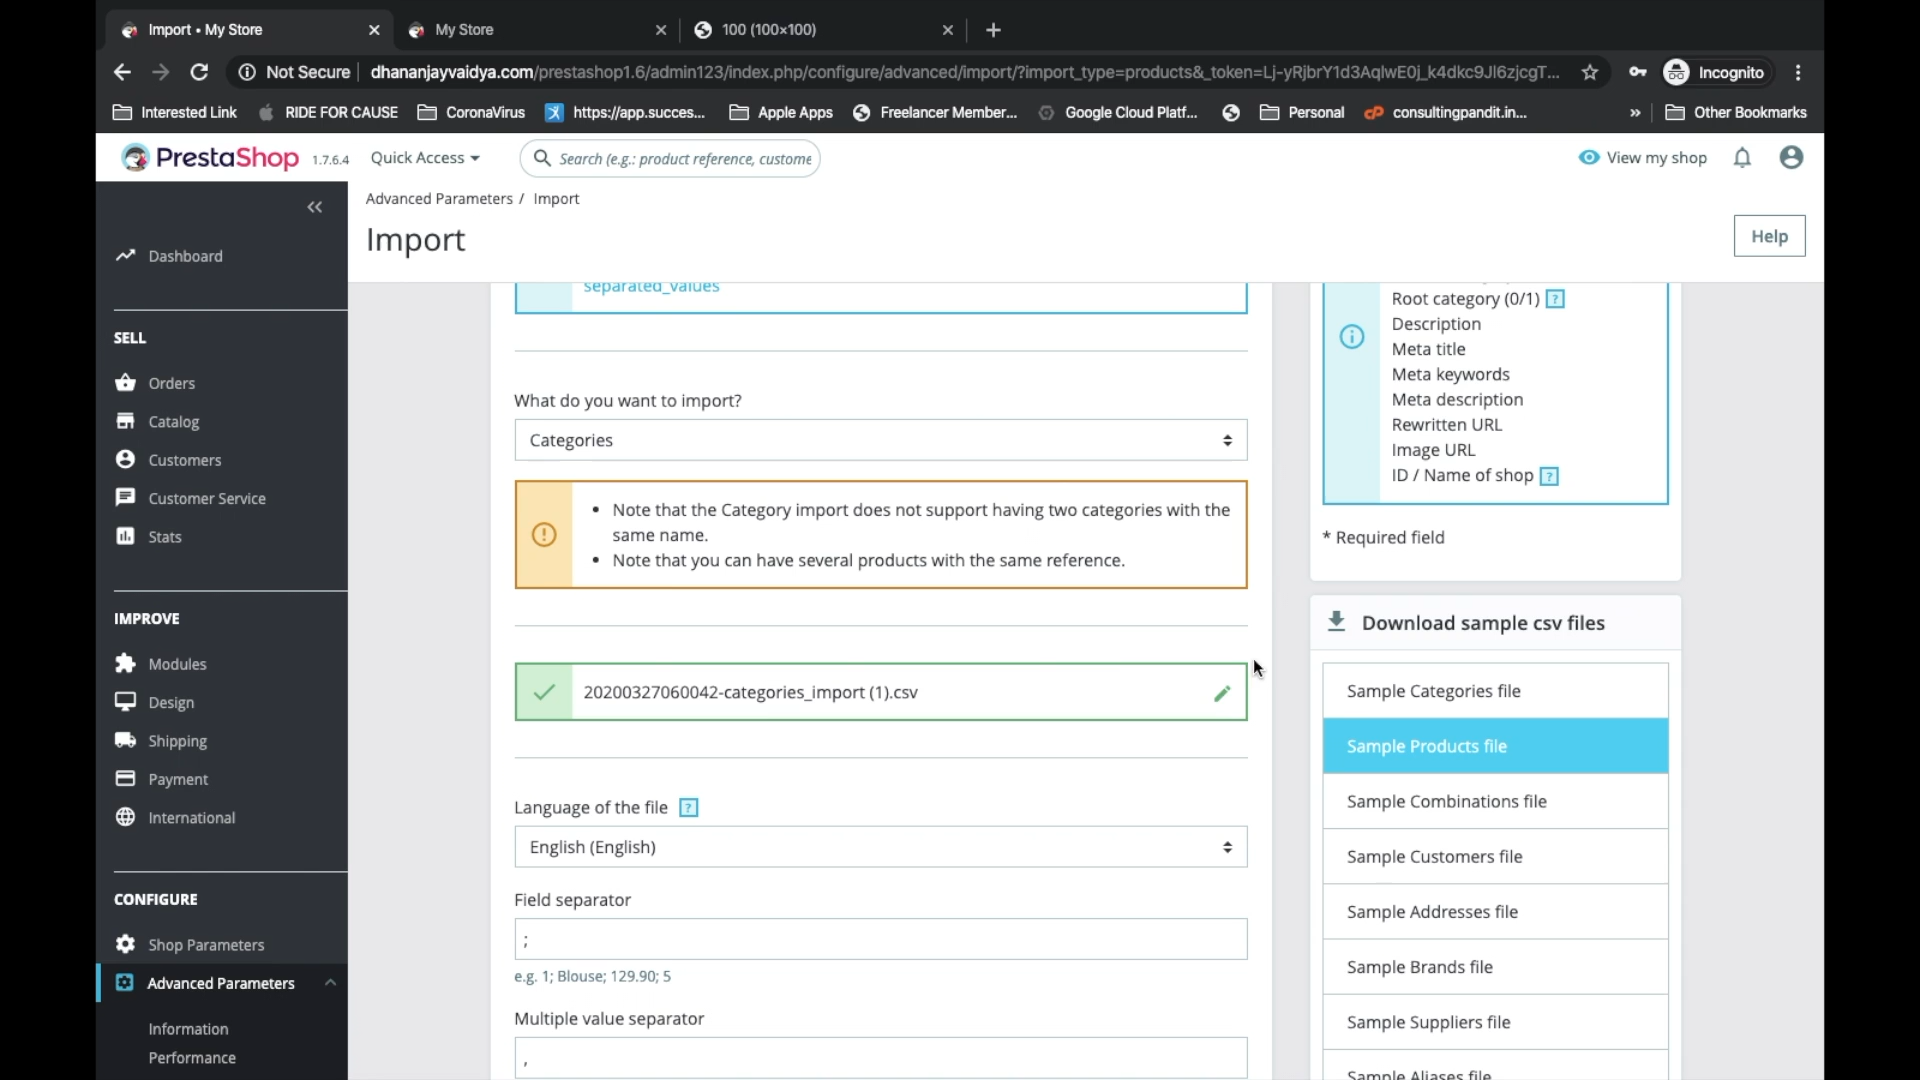 Import • My Store
My Store
100 (100×100)
Not Secure
dhananjayvaidya.com/prestashop1.6/admin123/index.php/configure/advanced/import/?import_type=products&_token=Lj-yRjbrY1d3AqlwE0j_k4dkc9Jl6zjcgT...
Incognito
Interested Link
RIDE FOR CAUSE
CoronaVirus
https://app.succes...
Apple Apps
Freelancer Member...
Google Cloud Platf...
Personal
consultingpandit.in...
»
Other Bookmarks
PrestaShop 1.7.6.4
Quick Access
Search (e.g.: product reference, custome
View my shop
Advanced Parameters / Import
Import
Help
Dashboard
SELL
Orders
Catalog
Customers
Customer Service
Stats
IMPROVE
Modules
Design
Shipping
Payment
International
CONFIGURE
Shop Parameters
Advanced Parameters
Information
Performance
separated_values
What do you want to import?
Categories
• Note that the Category import does not support having two categories with the
same name.
• Note that you can have several products with the same reference.
20200327060042-categories_import (1).csv
Language of the file ?
English (English)
Field separator
;
e.g. 1; Blouse; 129.90; 5
Multiple value separator
,
Root category (0/1) ?
Description
Meta title
Meta keywords
Meta description
Rewritten URL
Image URL
ID / Name of shop ?
* Required field
Download sample csv files
Sample Categories file
Sample Products file
Sample Combinations file
Sample Customers file
Sample Addresses file
Sample Brands file
Sample Suppliers file
Sample Aliases file